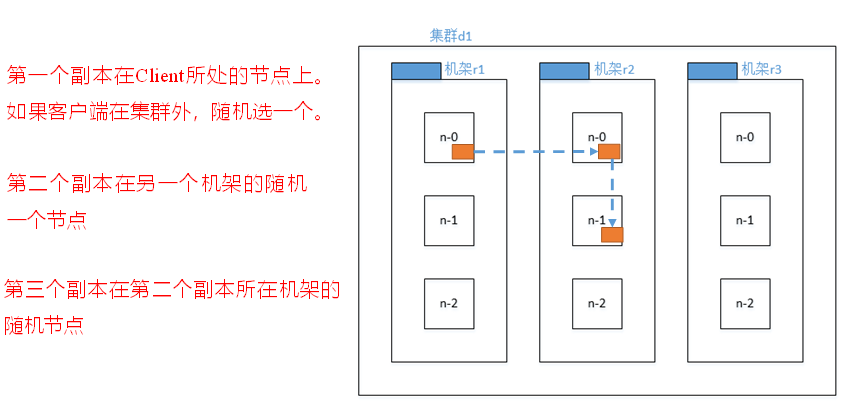 第一个副本在Client所处的节点上。
如果客户端在集群外，随机选一个。
第二个副本在另一个机架的随机
一个节点
第三个副本在第二个副本所在机架的
随机节点
集群d1
机架r1
机架r2
机架r3
n-0
n-0
n-0
n-1
n-1
n-1
n-2
n-2
n-2